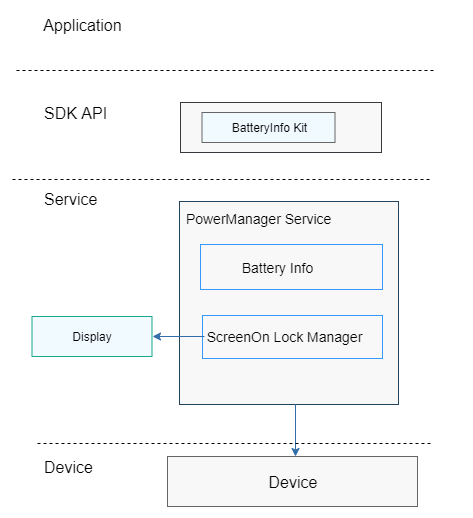 Application
SDK API
BatteryInfo Kit
Service
PowerManager Service
Battery Info
Display
ScreenOn Lock Manager
Device
Device